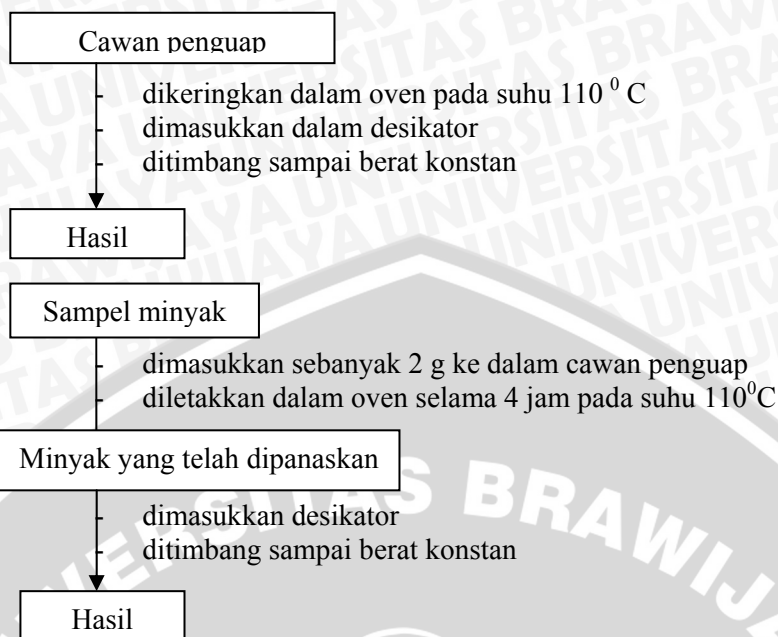 Cawan penguap
- dikeringkan dalam oven pada suhu 110 ⁰ C
- dimasukkan dalam desikator
- ditimbang sampai berat konstan
Hasil
Sampel minyak
- dimasukkan sebanyak 2 g ke dalam cawan penguap
- diletakkan dalam oven selama 4 jam pada suhu 110⁰C
Minyak yang telah dipanaskan
- dimasukkan desikator
- ditimbang sampai berat konstan
Hasil